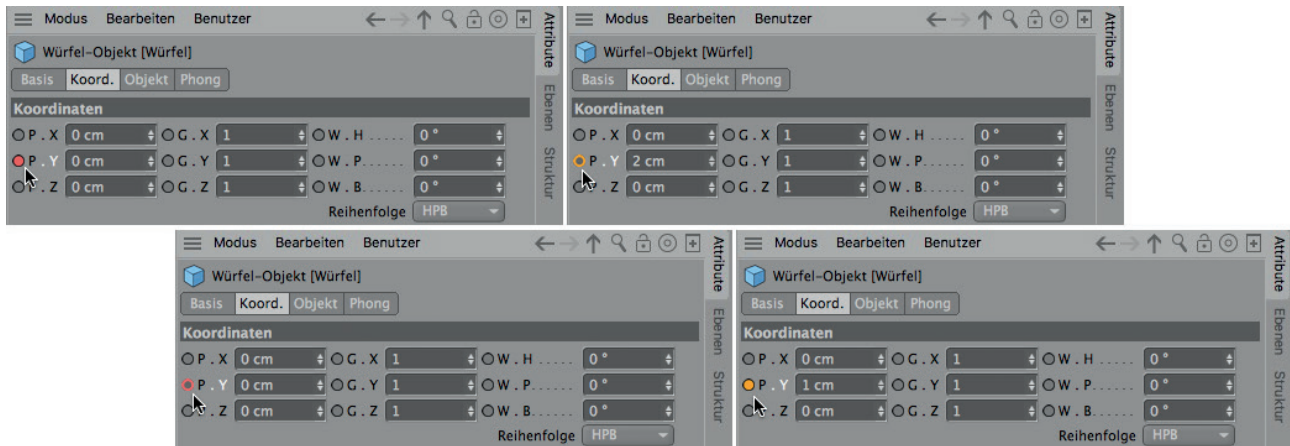 Modus Bearbeiten Benutzer
Würfel-Objekt [Würfel]
Basis Koord. Objekt Phong
Koordinaten
P . X 0 cm G . X 1 W . H ..... 0 °
P . Y 0 cm G . Y 1 W . P...... 0 °
P . Z 0 cm G . Z 1 W . B...... 0 °
Reihenfolge HPB
Attribute
Ebenen
Struktur
Modus Bearbeiten Benutzer
Würfel-Objekt [Würfel]
Basis Koord. Objekt Phong
Koordinaten
P . X 0 cm G . X 1 W . H ..... 0 °
P . Y 2 cm G . Y 1 W . P...... 0 °
P . Z 0 cm G . Z 1 W . B...... 0 °
Reihenfolge HPB
Attribute
Ebenen
Struktur
Modus Bearbeiten Benutzer
Würfel-Objekt [Würfel]
Basis Koord. Objekt Phong
Koordinaten
P . X 0 cm G . X 1 W . H ..... 0 °
P . Y 0 cm G . Y 1 W . P...... 0 °
P . Z 0 cm G . Z 1 W . B...... 0 °
Reihenfolge HPB
Attribute
Ebenen
Struktur
Modus Bearbeiten Benutzer
Würfel-Objekt [Würfel]
Basis Koord. Objekt Phong
Koordinaten
P . X 0 cm G . X 1 W . H ..... 0 °
P . Y 1 cm G . Y 1 W . P...... 0 °
P . Z 0 cm G . Z 1 W . B...... 0 °
Reihenfolge HPB
Attribute
Ebenen
Struktur